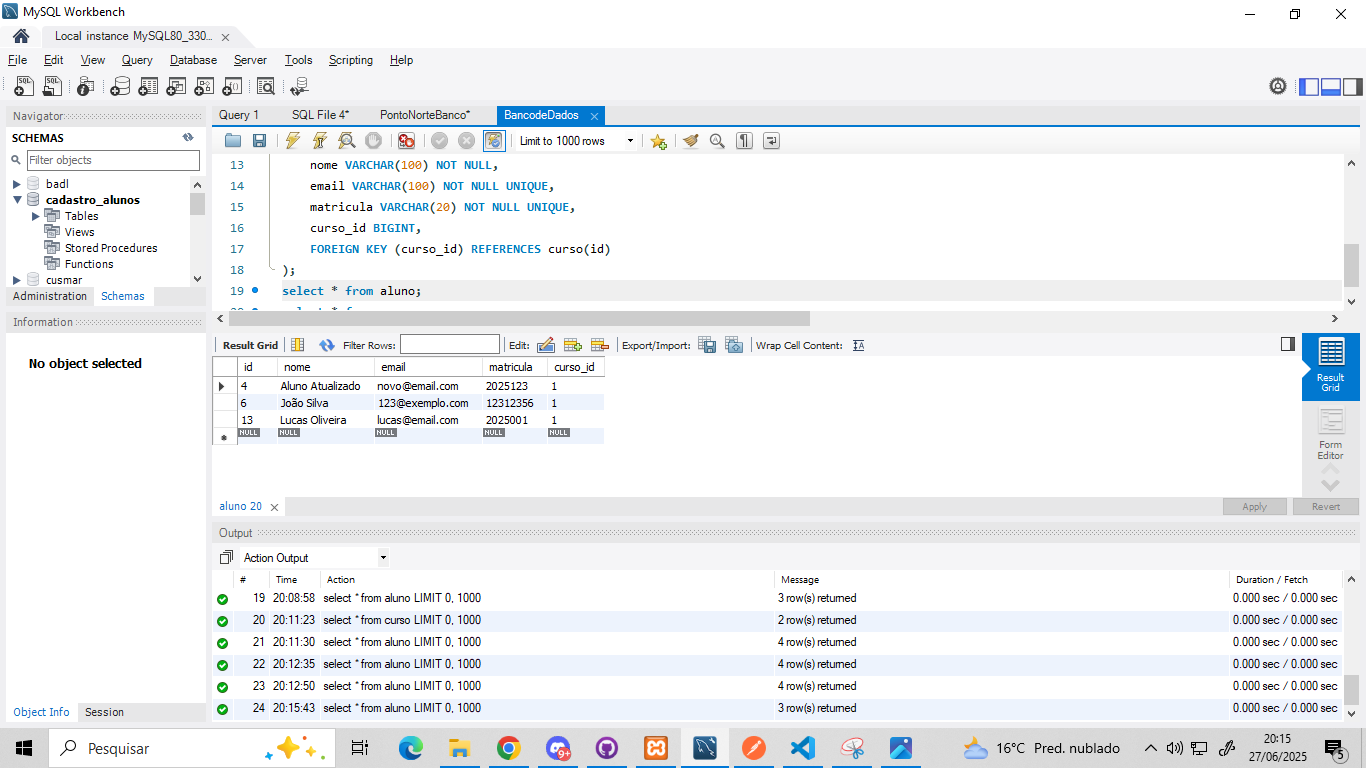 MySQL Workbench
Local instance MySQL80_330...
File Edit View Query Database Server Tools Scripting Help
Navigator
SCHEMAS
Filter objects
badl
cadastro_alunos
Tables
Views
Stored Procedures
Functions
cusmar
Administration Schemas
Information
No object selected
Object Info Session
Query 1 SQL File 4* PontoNorteBanco* BancodeDados
Limit to 1000 rows
13 nome VARCHAR(100) NOT NULL,
14 email VARCHAR(100) NOT NULL UNIQUE,
15 matricula VARCHAR(20) NOT NULL UNIQUE,
16 curso_id BIGINT,
17 FOREIGN KEY (curso_id) REFERENCES curso(id)
18 );
19 select * from aluno;
Result Grid Filter Rows: Edit: Export/Import: Wrap Cell Content:
id nome email matricula curso_id
4 Aluno Atualizado novo@email.com 2025123 1
6 João Silva 123@exemplo.com 12312356 1
13 Lucas Oliveira lucas@email.com 2025001 1
NULL NULL NULL NULL NULL
Result
Grid
Form
Editor
aluno 20
Apply Revert
Output
Action Output
# Time Action Message Duration / Fetch
19 20:08:58 select * from aluno LIMIT 0, 1000 3 row(s) returned 0.000 sec / 0.000 sec
20 20:11:23 select * from curso LIMIT 0, 1000 2 row(s) returned 0.000 sec / 0.000 sec
21 20:11:30 select * from aluno LIMIT 0, 1000 4 row(s) returned 0.000 sec / 0.000 sec
22 20:12:35 select * from aluno LIMIT 0, 1000 4 row(s) returned 0.000 sec / 0.000 sec
23 20:12:50 select * from aluno LIMIT 0, 1000 4 row(s) returned 0.000 sec / 0.000 sec
24 20:15:43 select * from aluno LIMIT 0, 1000 3 row(s) returned 0.000 sec / 0.000 sec
Pesquisar
9+
16°C Pred. nublado
20:15
27/06/2025
5